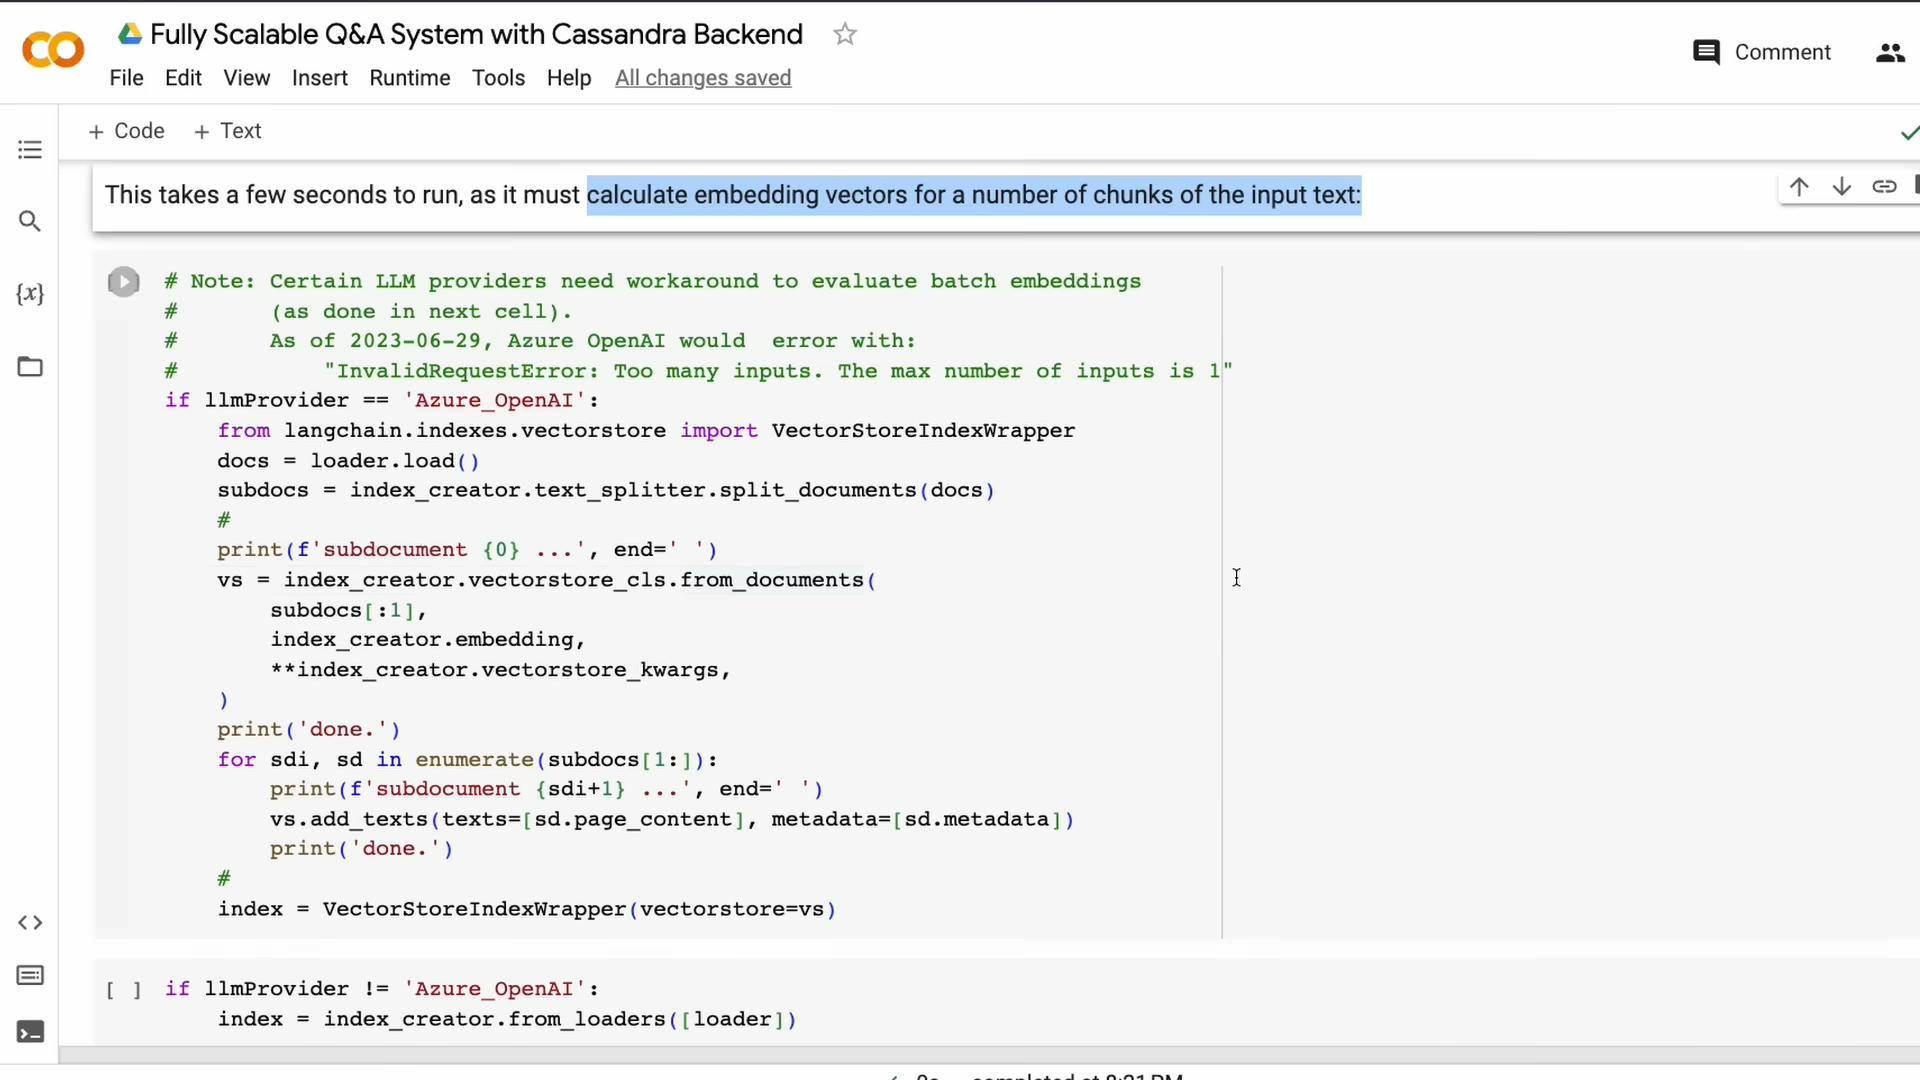 Fully Scalable Q&A System with Cassandra Backend
Comment
File Edit View Insert Runtime Tools Help All changes saved
+ Code + Text
This takes a few seconds to run, as it must calculate embedding vectors for a number of chunks of the input text:
# Note: Certain LLM providers need workaround to evaluate batch embeddings
#       (as done in next cell).
#       As of 2023-06-29, Azure OpenAI would  error with:
#           "InvalidRequestError: Too many inputs. The max number of inputs is 1"
if llmProvider == 'Azure_OpenAI':
    from langchain.indexes.vectorstore import VectorStoreIndexWrapper
    docs = loader.load()
    subdocs = index_creator.text_splitter.split_documents(docs)
    #
    print(f'subdocument {0} ...', end=' ')
    vs = index_creator.vectorstore_cls.from_documents(
        subdocs[:1],
        index_creator.embedding,
        **index_creator.vectorstore_kwargs,
    )
    print('done.')
    for sdi, sd in enumerate(subdocs[1:]):
        print(f'subdocument {sdi+1} ...', end=' ')
        vs.add_texts(texts=[sd.page_content], metadata=[sd.metadata])
        print('done.')
    #
    index = VectorStoreIndexWrapper(vectorstore=vs)
[ ] if llmProvider != 'Azure_OpenAI':
    index = index_creator.from_loaders([loader])